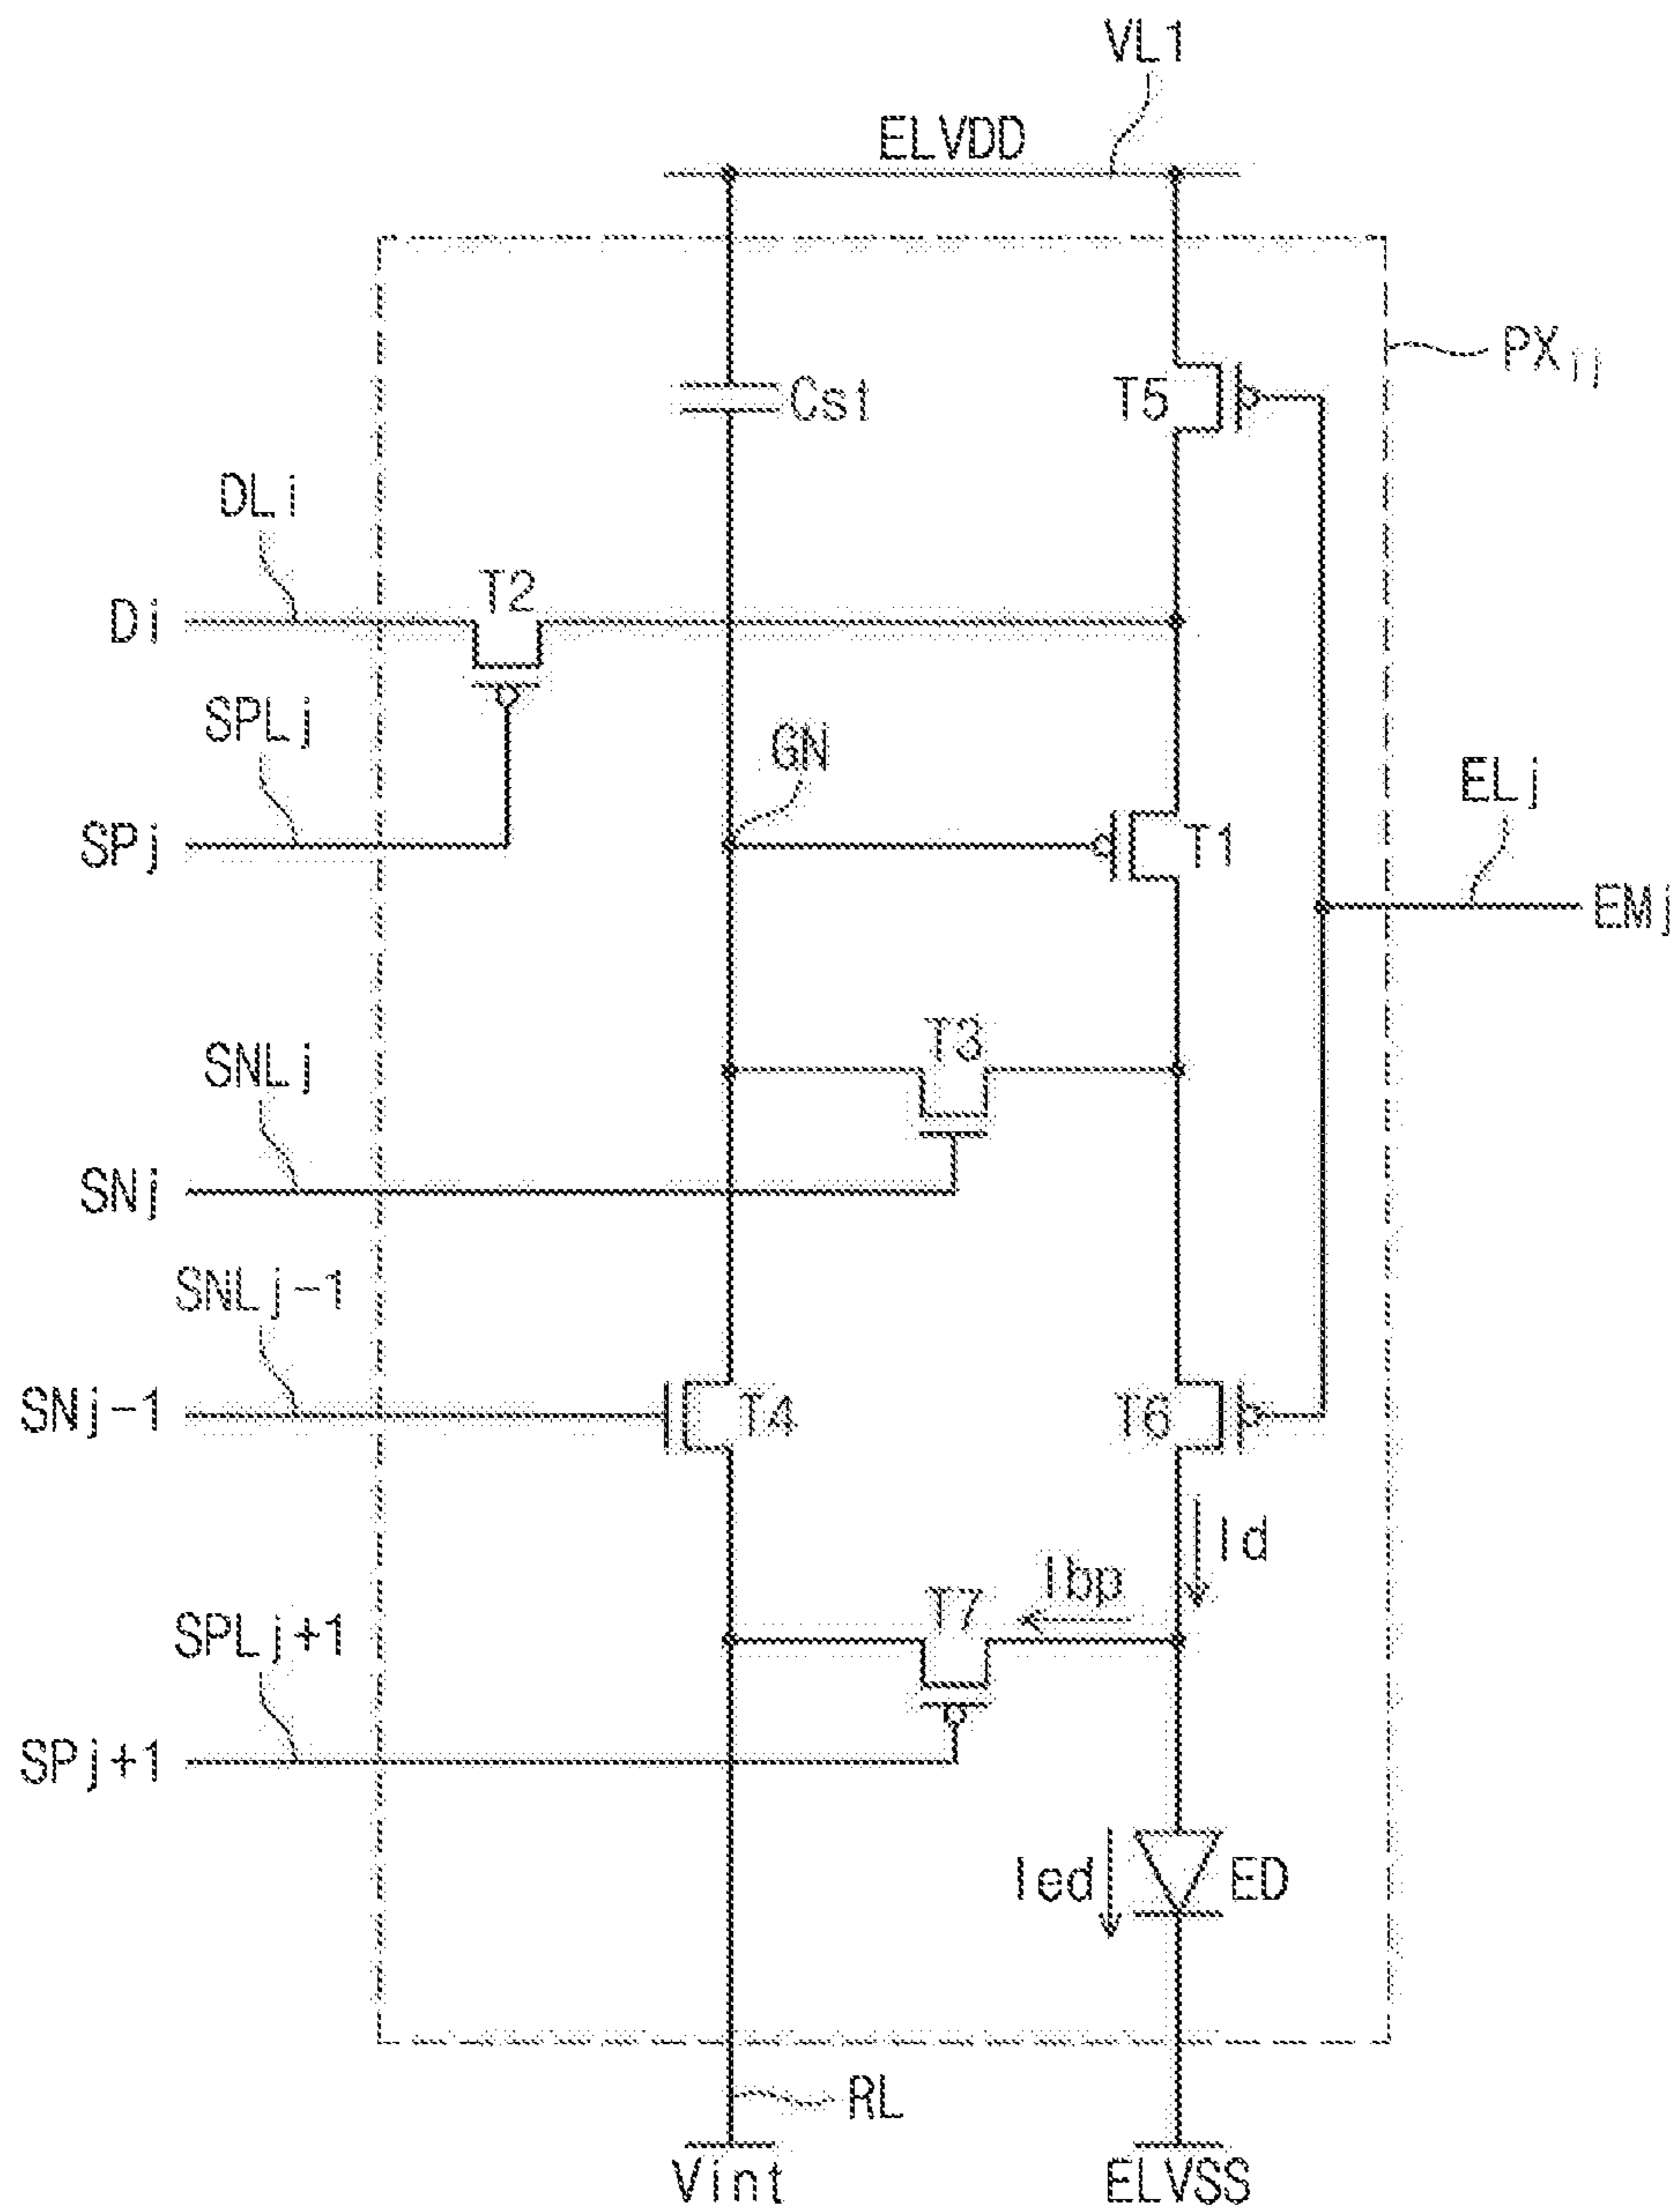 VL1
ELVDD
PXij
Cst
T5
DLi
T2
Di
SPLj
GN
ELj
SPj
T1
EMj
T3
SNLj
SNj
SNLj-1
SNj-1
T4
T6
Id
Ibp
T7
SPLj+1
SPj+1
Ied
ED
RL
Vint
ELVSS